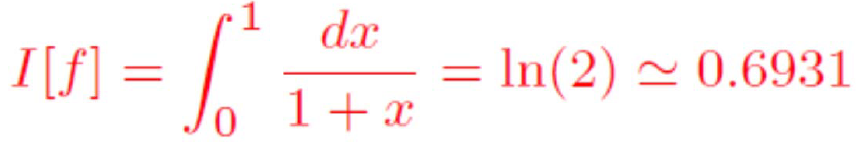 I[f] = ∫₀¹ dx/(1 + x) = ln(2) ≃ 0.6931